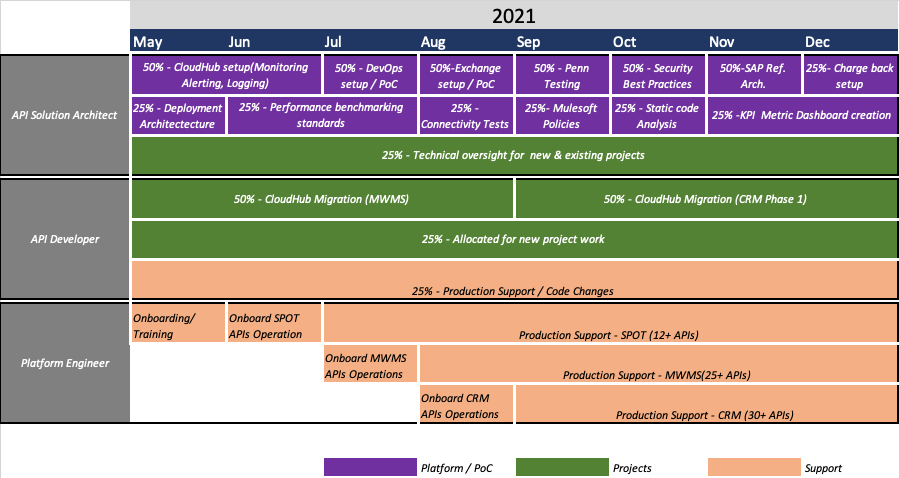 2021
May Jun Jul Aug Sep Oct Nov Dec
API Solution Architect
50% - CloudHub setup(Monitoring
Alerting, Logging)
50% - DevOps
setup / PoC
50%-Exchange
setup / PoC
50% - Penn
Testing
50% - Security
Best Practices
50%-SAP Ref.
Arch.
25%- Charge back
setup
25% - Deployment
Architectecture
25% - Performance benchmarking
standards
25% -
Connectivity Tests
25%- Mulesoft
Policies
25% - Static code
Analysis
25% -KPI Metric Dashboard creation
25% - Technical oversight for new & existing projects
API Developer
50% - CloudHub Migration (MWMS)
50% - CloudHub Migration (CRM Phase 1)
25% - Allocated for new project work
25% - Production Support / Code Changes
Platform Engineer
Onboarding/
Training
Onboard SPOT
APIs Operation
Production Support - SPOT (12+ APIs)
Onboard MWMS
APIs Operations
Production Support - MWMS(25+ APIs)
Onboard CRM
APIs Operations
Production Support - CRM (30+ APIs)
Platform / PoC
Projects
Support